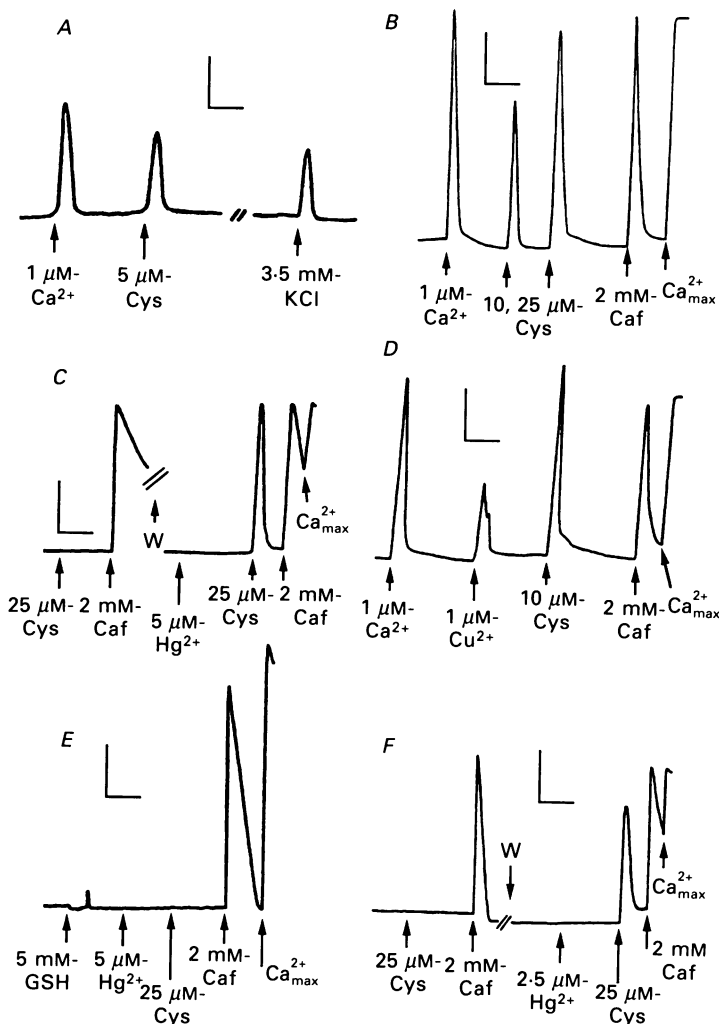 A
1 µM-
Ca²⁺
5 µM-
Cys
3·5 mM-
KCl
B
1 µM-
Ca²⁺
10, 25 µM-
Cys
2 mM-
Caf
Ca²⁺max
C
25 µM-
Cys
2 mM-
Caf
W
5 µM-
Hg²⁺
25 µM-
Cys
2 mM-
Caf
Ca²⁺max
D
1 µM-
Ca²⁺
1 µM-
Cu²⁺
10 µM-
Cys
2 mM-
Caf
Ca²⁺max
E
5 mM-
GSH
5 µM-
Hg²⁺
25 µM-
Cys
2 mM-
Caf
Ca²⁺max
F
25 µM-
Cys
2 mM-
Caf
W
2·5 µM-
Hg²⁺
25 µM-
Cys
2 mM
Caf
Ca²⁺max